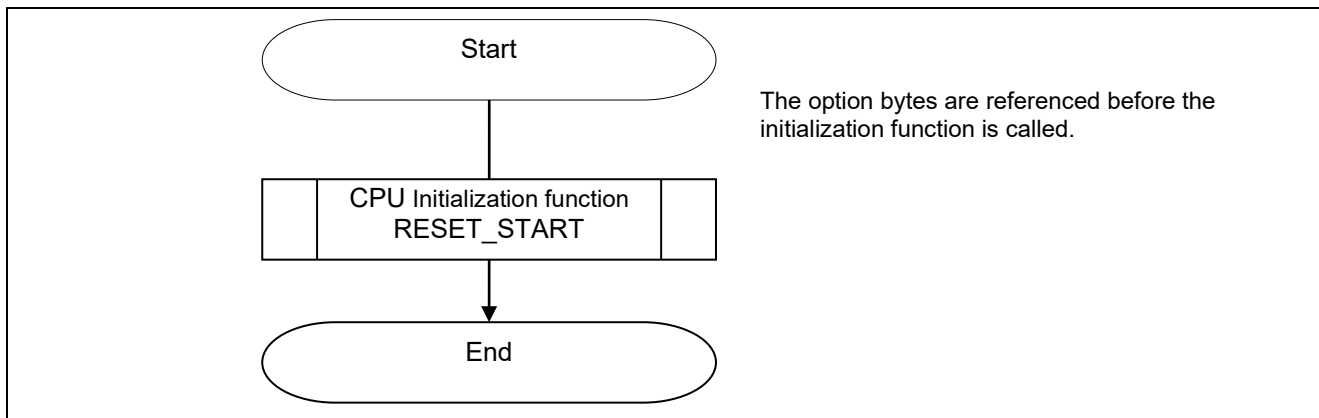 Start
The option bytes are referenced before the
initialization function is called.
CPU Initialization function
RESET_START
End